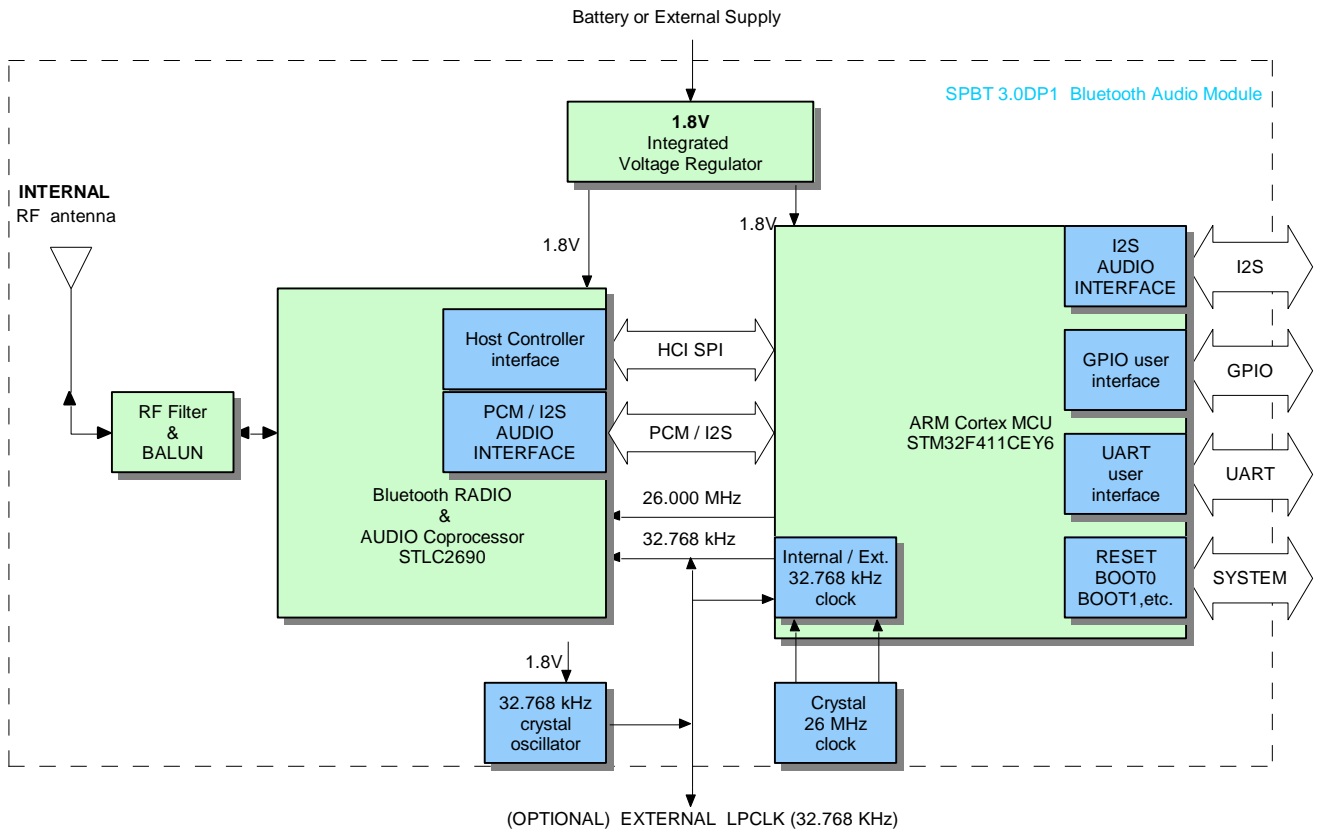 Battery or External Supply
SPBT 3.0DP1 Bluetooth Audio Module
1.8V
Integrated
Voltage Regulator
INTERNAL
RF antenna
1.8V
1.8V
I2S
AUDIO
INTERFACE
I2S
Host Controller
interface
HCI SPI
GPIO user
interface
GPIO
RF Filter
&
BALUN
PCM / I2S
AUDIO
INTERFACE
PCM / I2S
ARM Cortex MCU
STM32F411CEY6
UART
user
interface
UART
Bluetooth RADIO
&
AUDIO Coprocessor
STLC2690
26.000 MHz
32.768 kHz
Internal / Ext.
32.768 kHz
clock
RESET
BOOT0
BOOT1,etc.
SYSTEM
1.8V
32.768 kHz
crystal
oscillator
Crystal
26 MHz
clock
(OPTIONAL) EXTERNAL LPCLK (32.768 KHz)